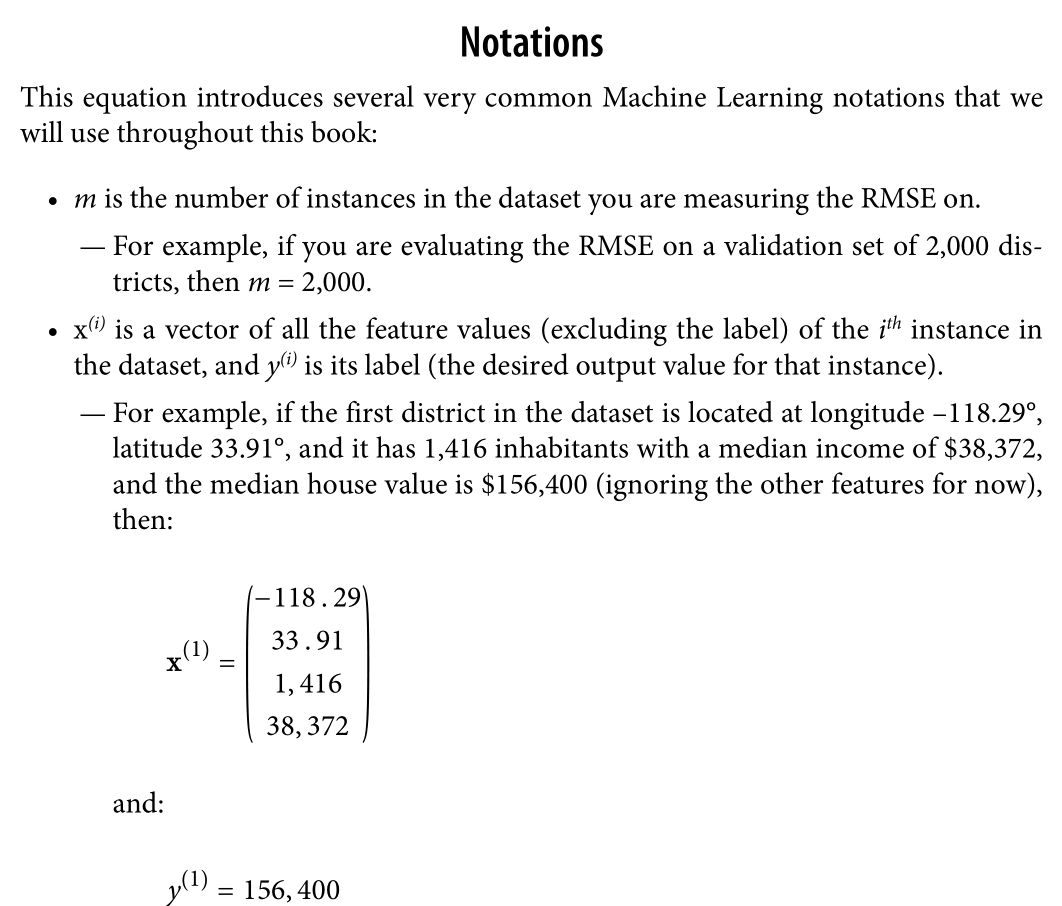 Notations
This equation introduces several very common Machine Learning notations that we
will use throughout this book:
• m is the number of instances in the dataset you are measuring the RMSE on.
— For example, if you are evaluating the RMSE on a validation set of 2,000 dis-
tricts, then m = 2,000.
• x⁽ⁱ⁾ is a vector of all the feature values (excluding the label) of the iᵗʰ instance in
the dataset, and y⁽ⁱ⁾ is its label (the desired output value for that instance).
— For example, if the first district in the dataset is located at longitude –118.29°,
latitude 33.91°, and it has 1,416 inhabitants with a median income of $38,372,
and the median house value is $156,400 (ignoring the other features for now),
then:
−118 . 29
33 . 91
x⁽¹⁾ =
1, 416
38, 372
and:
y⁽¹⁾ = 156, 400